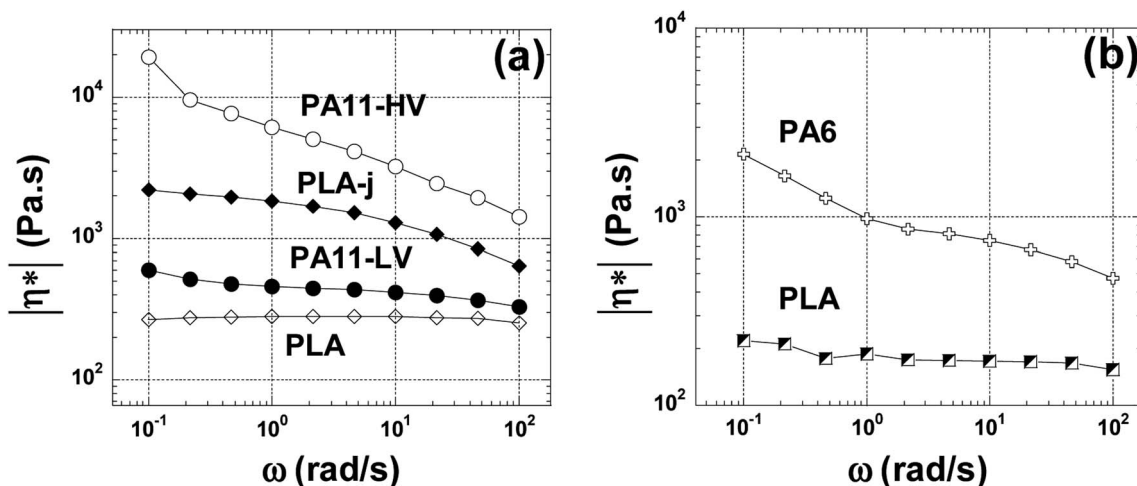 (a)
10⁴
10³
10²
|η*| (Pa.s)
PA11-HV
PLA-j
PA11-LV
PLA
10⁻¹ 10⁰ 10¹ 10² 
ω (rad/s)
(b)
10⁴
10³
10²
|η*| (Pa.s)
PA6
PLA
10⁻¹ 10⁰ 10¹ 10²
ω (rad/s)